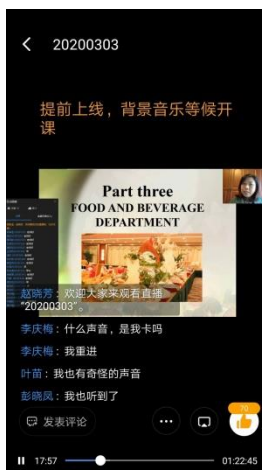 20200303
提前上线，背景音乐等候开
课
Part three
FOOD AND BEVERAGE
DEPARTMENT
赵晓芳：欢迎大家来观看直播
"20200303"。
李庆梅：什么声音，是我卡吗
李庆梅：我重进
叶苗：我也有奇怪的声音
彭晓凤：我也听到了
发表评论
70
17:57
01:22:45